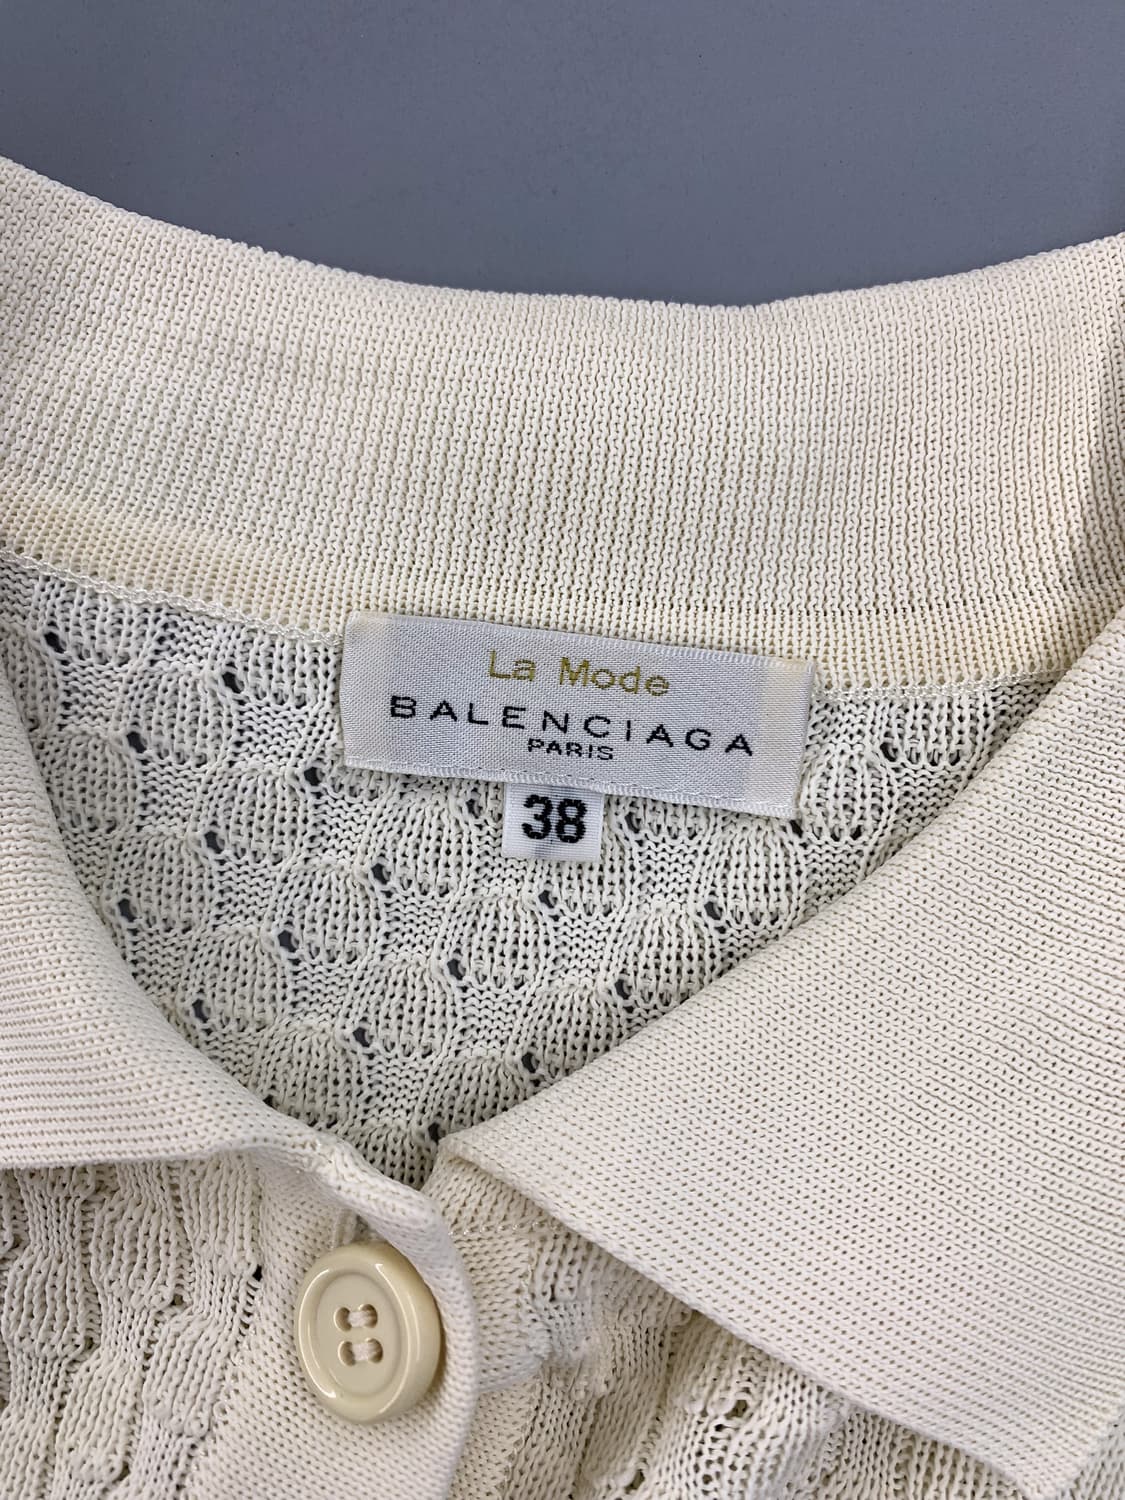 La Mode
BALENCIAGA
PARIS
38